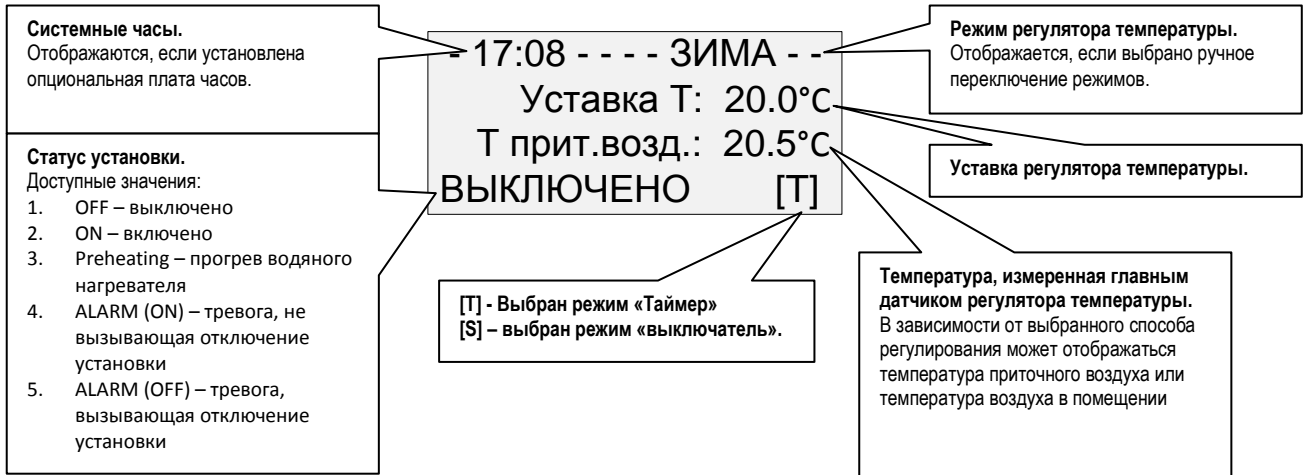 Системные часы.
Отображаются, если установлена
опциональная плата часов.
Статус установки.
Доступные значения:
1. OFF – выключено
2. ON – включено
3. Preheating – прогрев водяного
нагревателя
4. ALARM (ON) – тревога, не
вызывающая отключение
установки
5. ALARM (OFF) – тревога,
вызывающая отключение
установки
- 17:08 - - - - ЗИМА - -
Уставка Т: 20.0°C
Т прит.возд.: 20.5°C
ВЫКЛЮЧЕНО [T]
[T] - Выбран режим «Таймер»
[S] – выбран режим «выключатель».
Режим регулятора температуры.
Отображается, если выбрано ручное
переключение режимов.
Уставка регулятора температуры.
Температура, измеренная главным
датчиком регулятора температуры.
В зависимости от выбранного способа
регулирования может отображаться
температура приточного воздуха или
температура воздуха в помещении